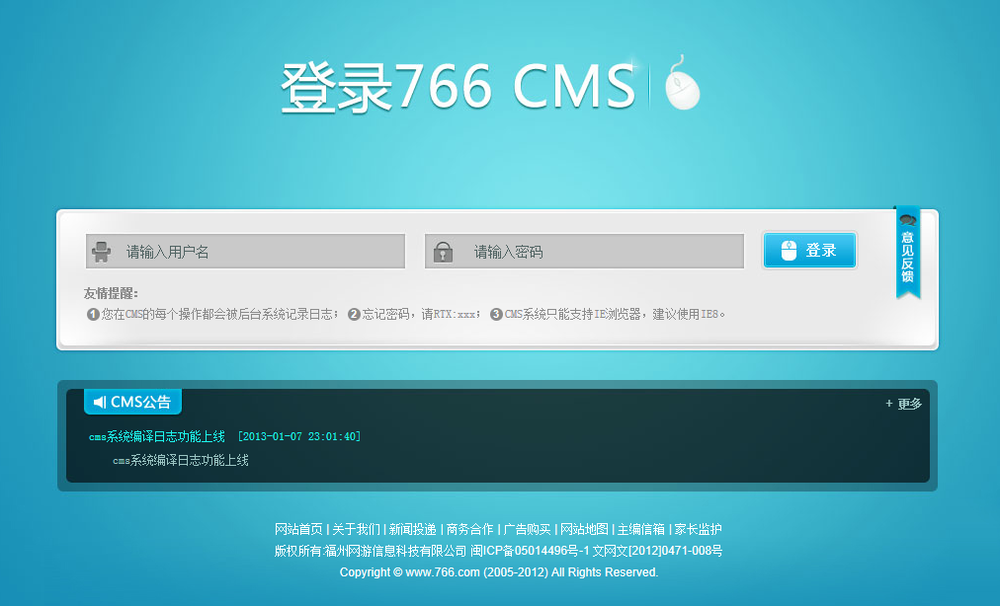 登录766 CMS
请输入用户名
请输入密码
登录
意见反馈
友情提醒:
1 您在CMS的每个操作都会被后台系统记录日志; 2 忘记密码,请RTX:xxx; 3 CMS系统只能支持IE浏览器,建议使用IE8。
CMS公告
+ 更多
cms系统编译日志功能上线 [2013-01-07 23:01:40]
cms系统编译日志功能上线
网站首页 | 关于我们 | 新闻投递 | 商务合作 | 广告购买 | 网站地图 | 主编信箱 | 家长监护
版权所有:福州网游信息科技有限公司 闽ICP备05014496号-1 文网文[2012]0471-008号
Copyright © www.766.com (2005-2012) All Rights Reserved.